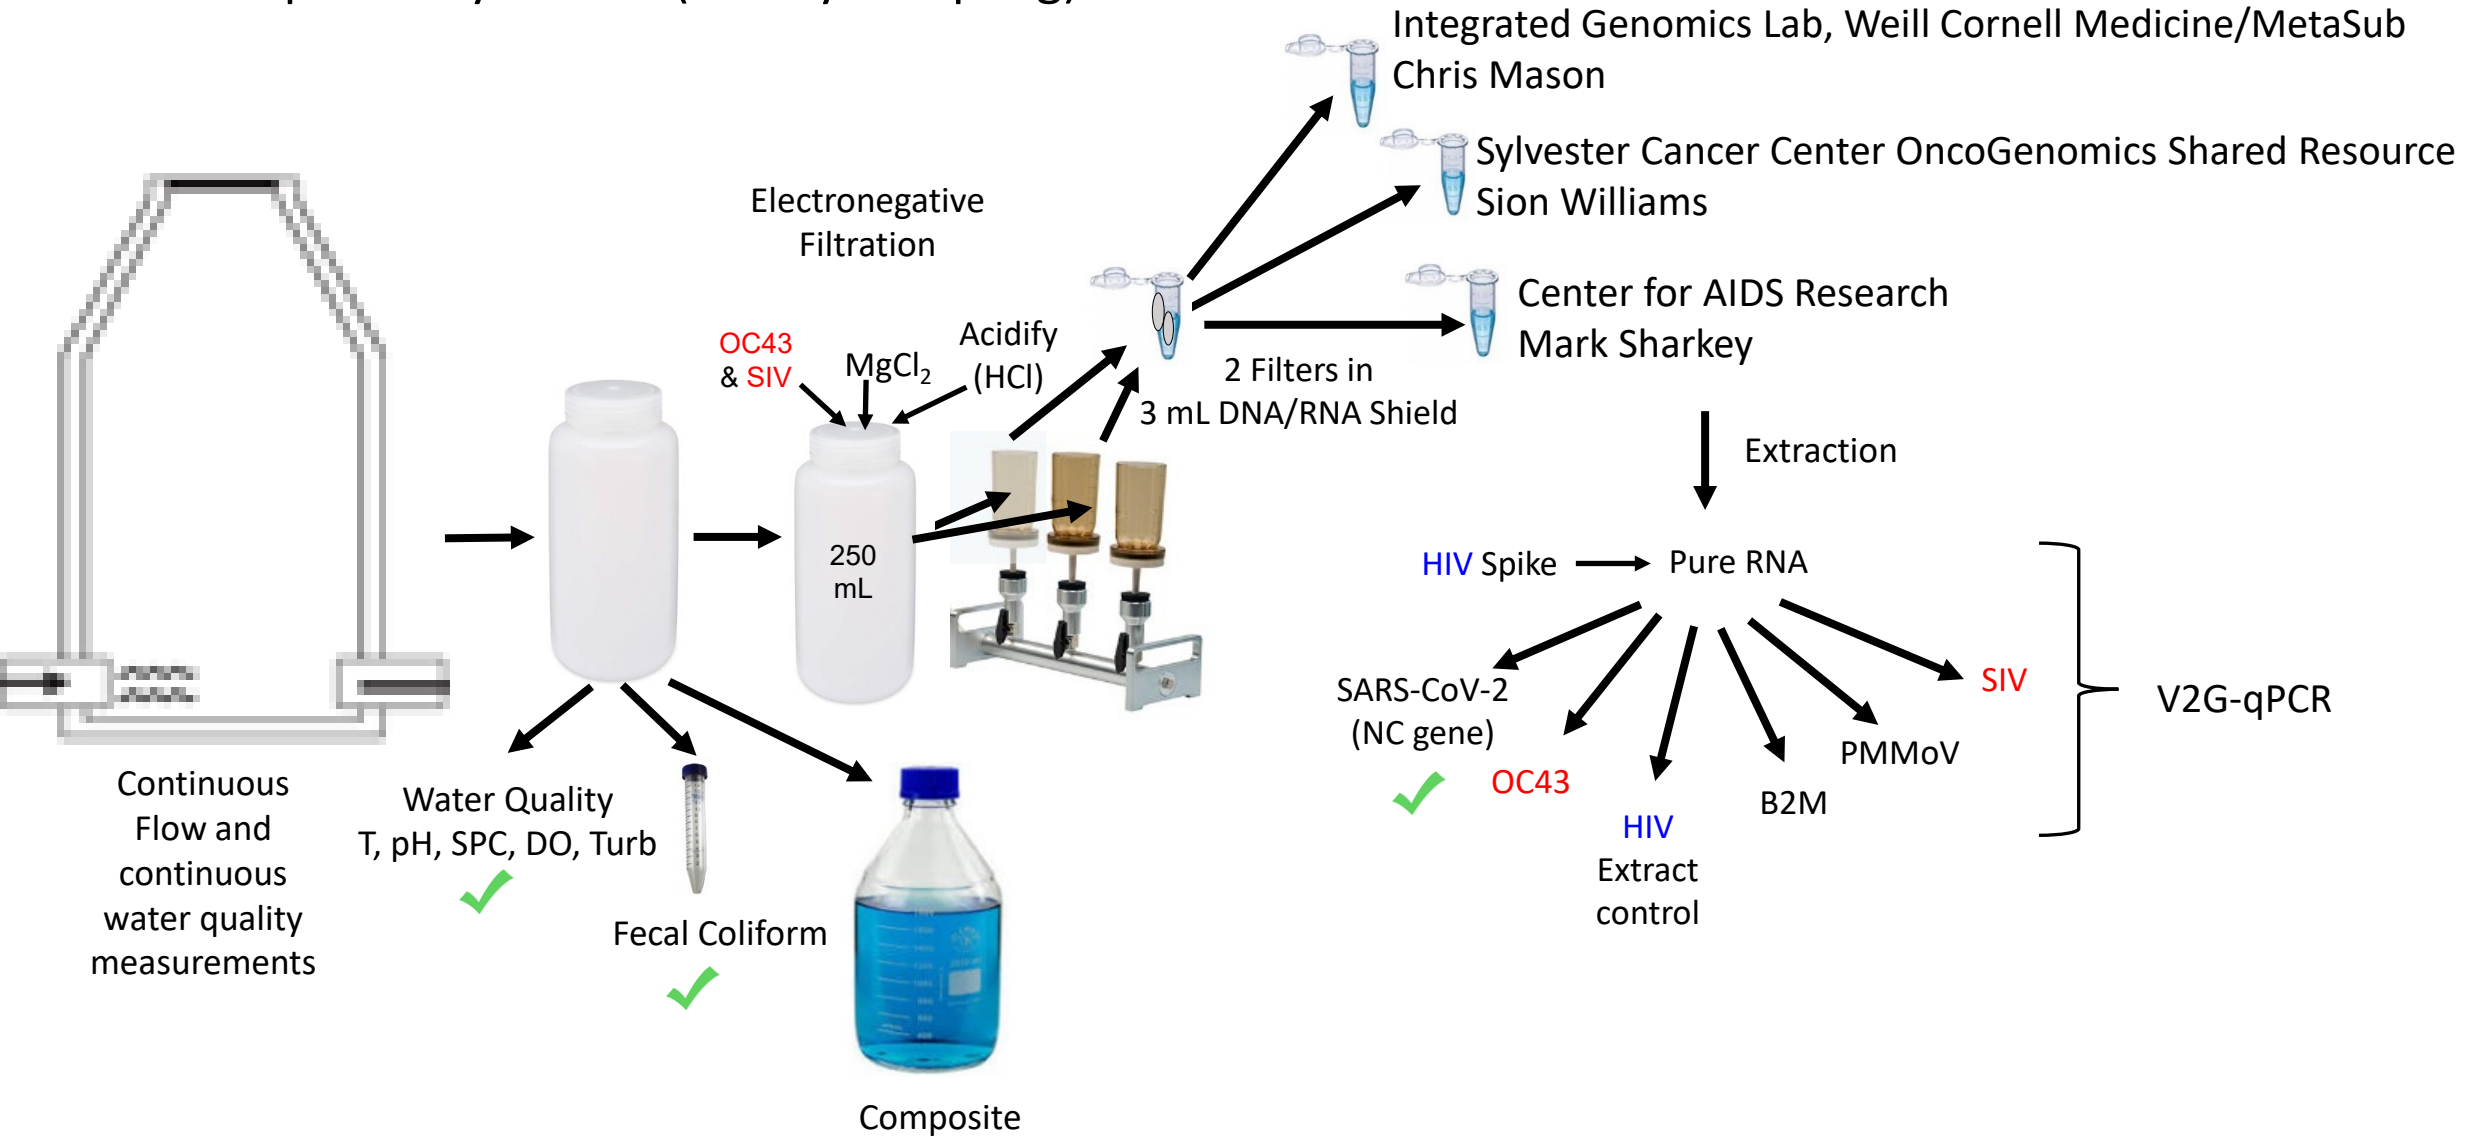 Integrated Genomics Lab, Weill Cornell Medicine/MetaSub
Chris Mason
Sylvester Cancer Center OncoGenomics Shared Resource
Sion Williams
Electronegative
Filtration
Center for AIDS Research
Mark Sharkey
OC43
& SIV
MgCl₂
Acidify
(HCl)
2 Filters in
3 mL DNA/RNA Shield
Extraction
250
mL
HIV Spike
Pure RNA
SARS-CoV-2
(NC gene)
OC43
HIV
Extract
control
B2M
PMMoV
SIV
V2G-qPCR
Continuous
Flow and
continuous
water quality
measurements
Water Quality
T, pH, SPC, DO, Turb
Fecal Coliform
Composite